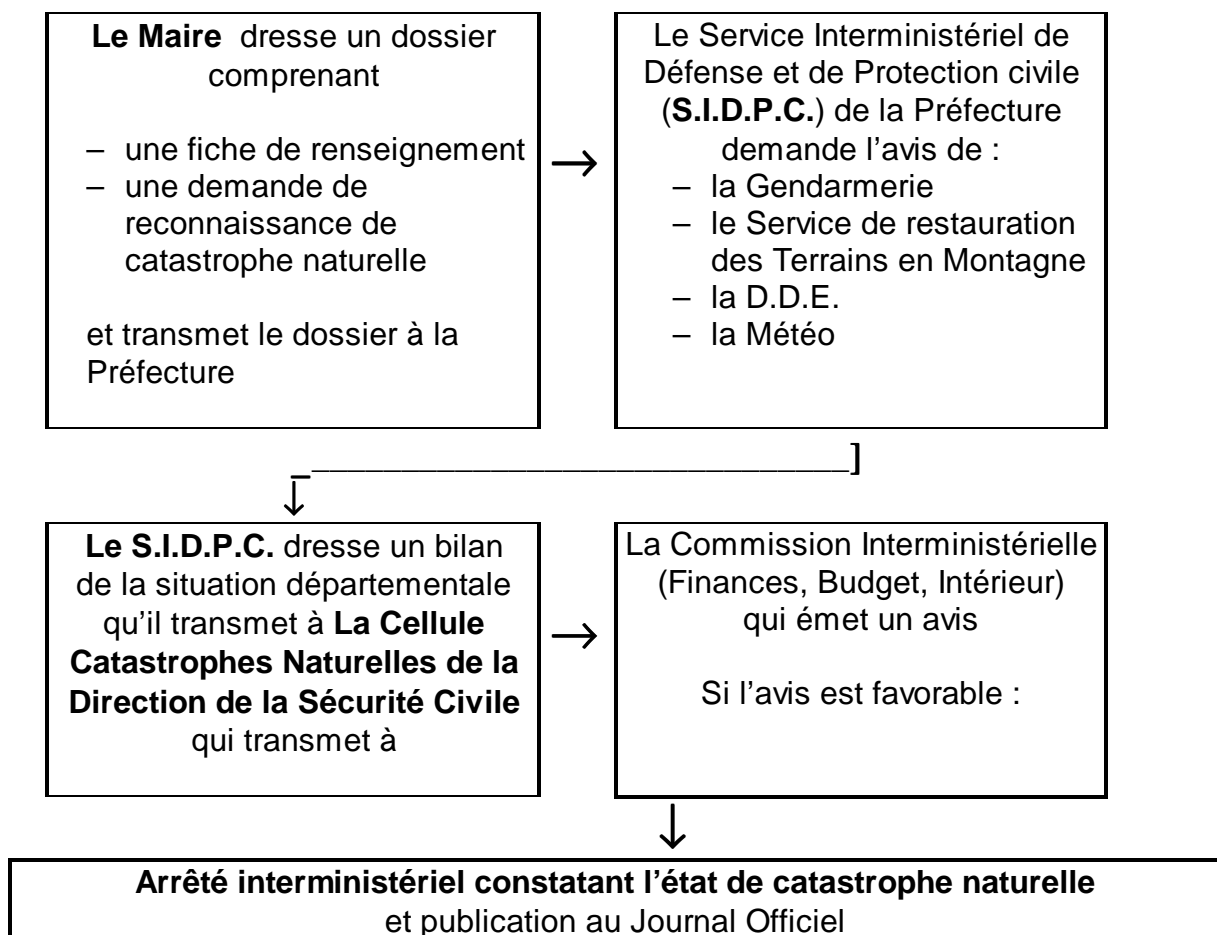 Le Maire dresse un dossier
comprenant
– une fiche de renseignement
– une demande de
reconnaissance de
catastrophe naturelle
et transmet le dossier à la
Préfecture
Le Service Interministériel de
Défense et de Protection civile
(S.I.D.P.C.) de la Préfecture
demande l’avis de :
– la Gendarmerie
– le Service de restauration
des Terrains en Montagne
– la D.D.E.
– la Météo
Le S.I.D.P.C. dresse un bilan
de la situation départementale
qu’il transmet à La Cellule
Catastrophes Naturelles de la
Direction de la Sécurité Civile
qui transmet à
La Commission Interministérielle
(Finances, Budget, Intérieur)
qui émet un avis
Si l’avis est favorable :
Arrêté interministériel constatant l’état de catastrophe naturelle
et publication au Journal Officiel